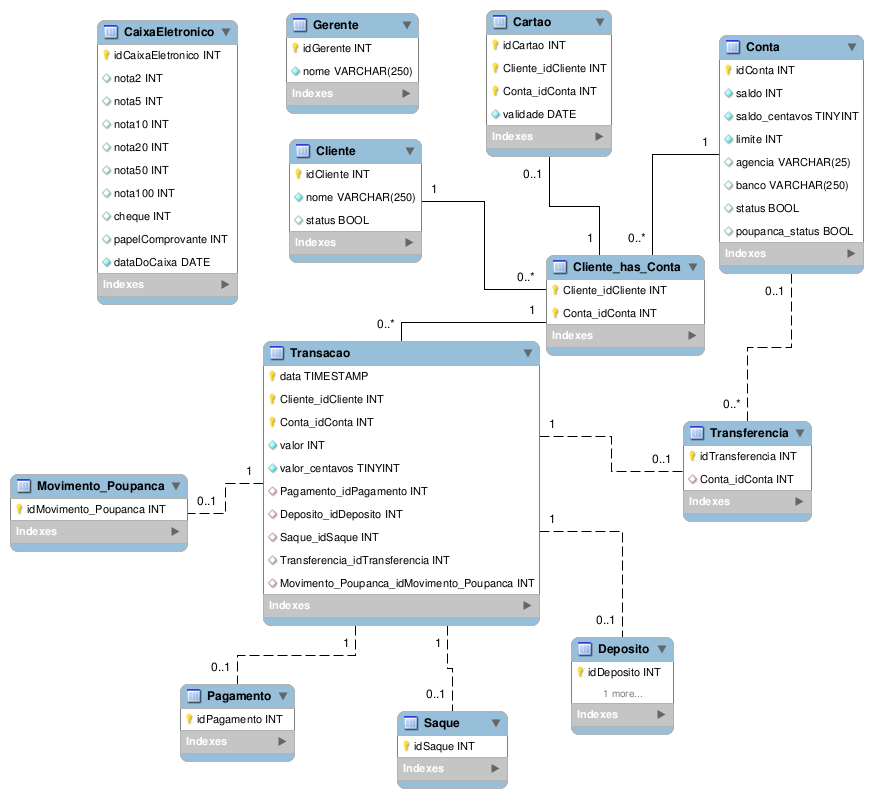 CaixaEletronico
idCaixaEletronico INT
nota2 INT
nota5 INT
nota10 INT
nota20 INT
nota50 INT
nota100 INT
cheque INT
papelComprovante INT
dataDoCaixa DATE
Indexes
Gerente
idGerente INT
nome VARCHAR(250)
Indexes
Cartao
idCartao INT
Cliente_idCliente INT
Conta_idConta INT
validade DATE
Indexes
Conta
idConta INT
saldo INT
saldo_centavos TINYINT
limite INT
agencia VARCHAR(25)
banco VARCHAR(250)
status BOOL
poupanca_status BOOL
Indexes
Cliente
idCliente INT
nome VARCHAR(250)
status BOOL
Indexes
1
0..*
0..1
1
1
0..*
Cliente_has_Conta
Cliente_idCliente INT
Conta_idConta INT
Indexes
1
0..*
0..1
0..*
Transacao
data TIMESTAMP
Cliente_idCliente INT
Conta_idConta INT
valor INT
valor_centavos TINYINT
Pagamento_idPagamento INT
Deposito_idDeposito INT
Saque_idSaque INT
Transferencia_idTransferencia INT
Movimento_Poupanca_idMovimento_Poupanca INT
Indexes
Transferencia
idTransferencia INT
Conta_idConta INT
Indexes
1
0..1
Movimento_Poupanca
idMovimento_Poupanca INT
Indexes
1
0..1
1
0..1
Deposito
idDeposito INT
1 more...
Indexes
1
0..1
Pagamento
idPagamento INT
Indexes
1
0..1
Saque
idSaque INT
Indexes